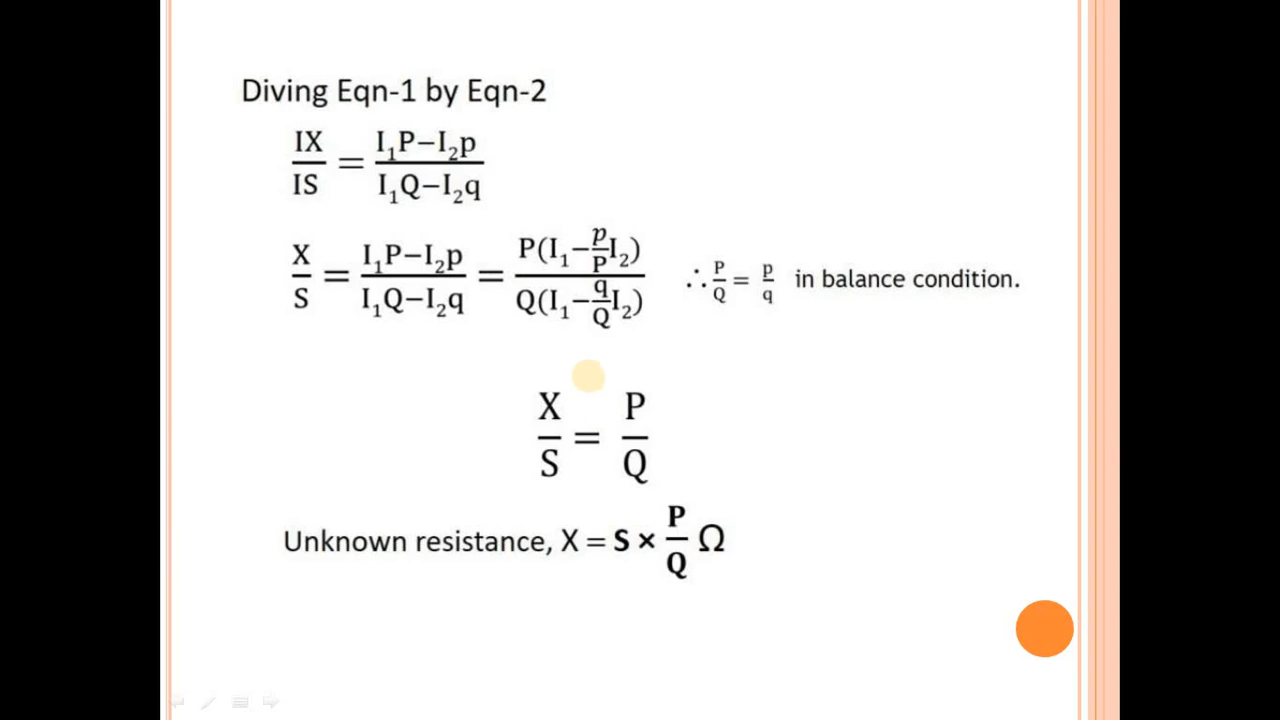 Diving Eqn-1 by Eqn-2
IX/IS = I₁P−I₂p/I₁Q−I₂q
X/S = I₁P−I₂p/I₁Q−I₂q = P(I₁−p/P I₂)/Q(I₁−q/Q I₂) ∴ P/Q = p/q in balance condition.
X/S = P/Q
Unknown resistance, X = S × P/Q Ω